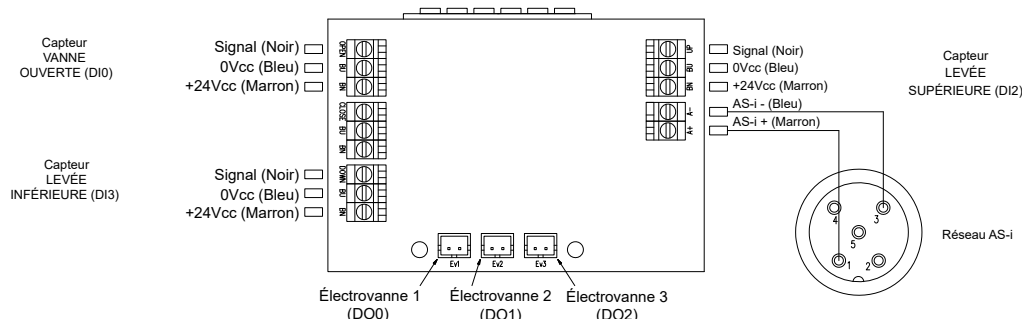 Capteur
VANNE
OUVERTE (DI0)
Signal (Noir)
0Vcc (Bleu)
+24Vcc (Marron)
OPEN
BU
BN
CLOSE
BU
BN
Capteur
LEVÉE
INFÉRIEURE (DI3)
Signal (Noir)
0Vcc (Bleu)
+24Vcc (Marron)
DOWN
BU
BN
UP
BU
BN
A-
A+
Signal (Noir)
0Vcc (Bleu)
+24Vcc (Marron)
AS-i - (Bleu)
AS-i + (Marron)
Capteur
LEVÉE
SUPÉRIEURE (DI2)
4
3
5
1
2
Réseau AS-i
Ev1
Ev2
Ev3
Électrovanne 1
(DO0)
Électrovanne 2
(DO1)
Électrovanne 3
(DO2)